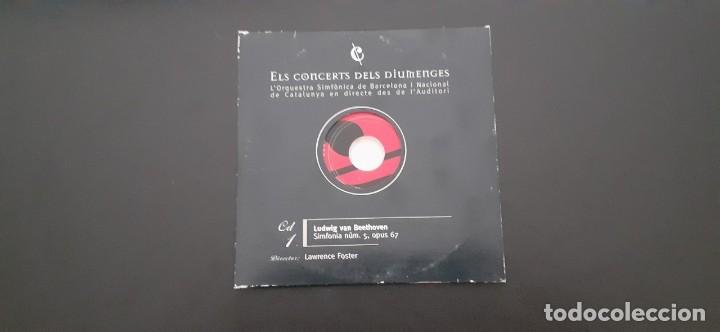 Els concerts dels diumenges
L'Orquestra Simfònica de Barcelona i Nacional
de Catalunya en directe des de l'Auditori
Cd
1.
Ludwig van Beethoven
Simfonia núm. 5, opus 67
Director: Lawrence Foster
todocoleccion